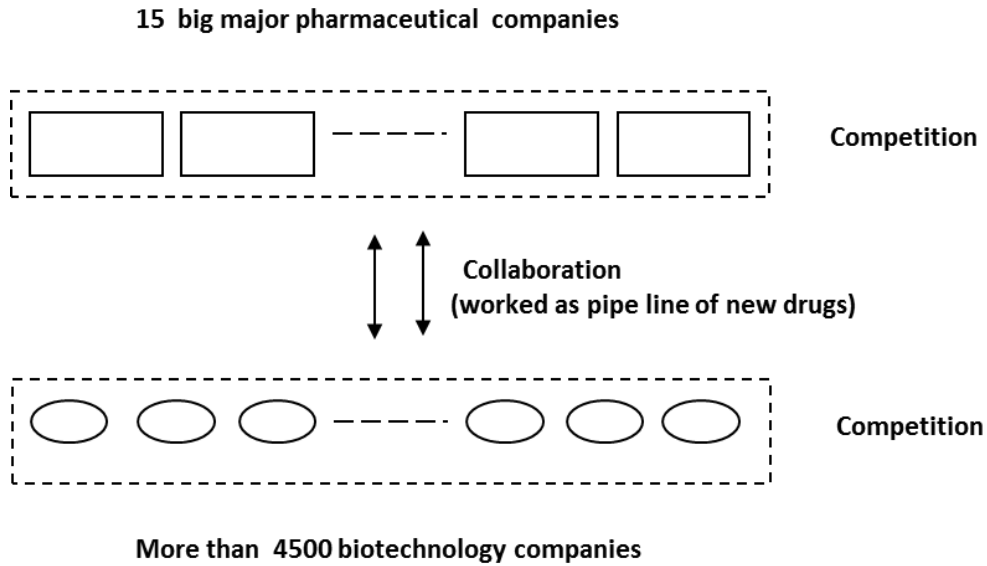 15 big major pharmaceutical companies
Competition
Collaboration
(worked as pipe line of new drugs)
Competition
More than 4500 biotechnology companies